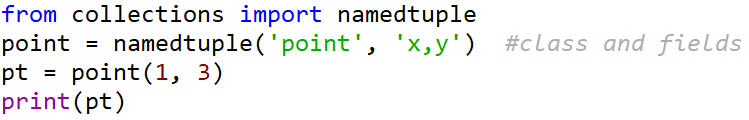 from collections import namedtuple
point = namedtuple('point', 'x,y')  #class and fields
pt = point(1, 3)
print(pt)